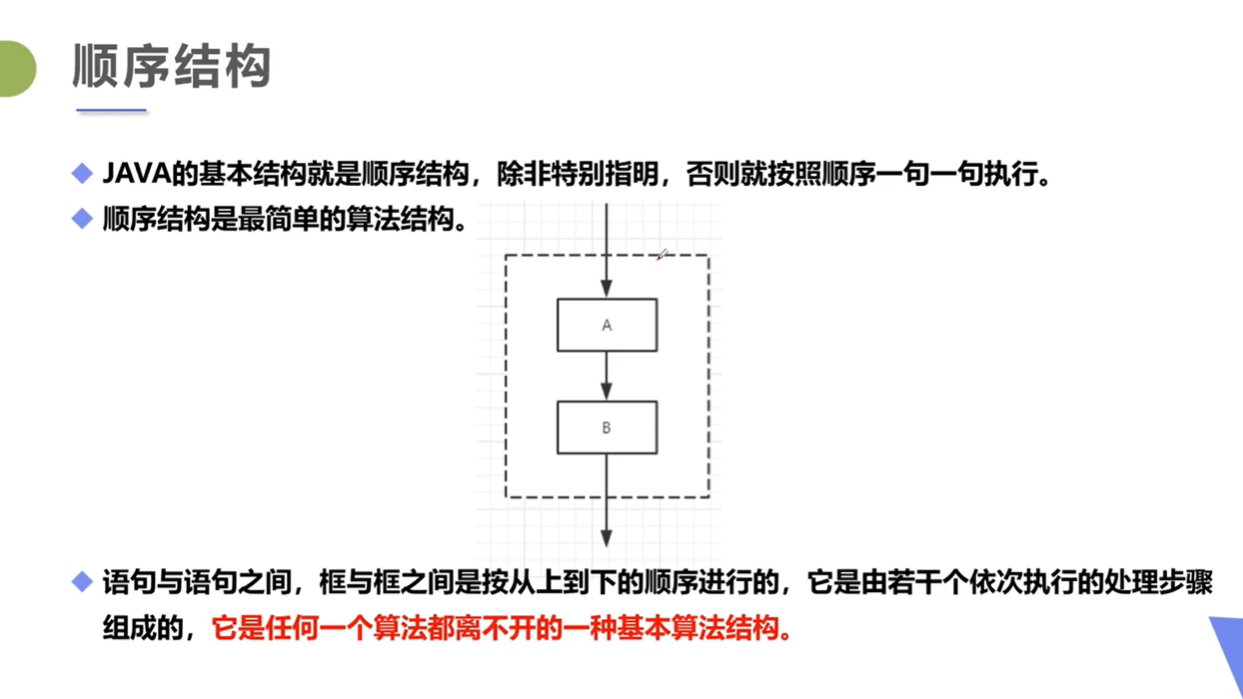 顺序结构
JAVA的基本结构就是顺序结构，除非特别指明，否则就按照顺序一句一句执行。
顺序结构是最简单的算法结构。
A
B
语句与语句之间，框与框之间是按从上到下的顺序进行的，它是由若干个依次执行的处理步骤
组成的，它是任何一个算法都离不开的一种基本算法结构。